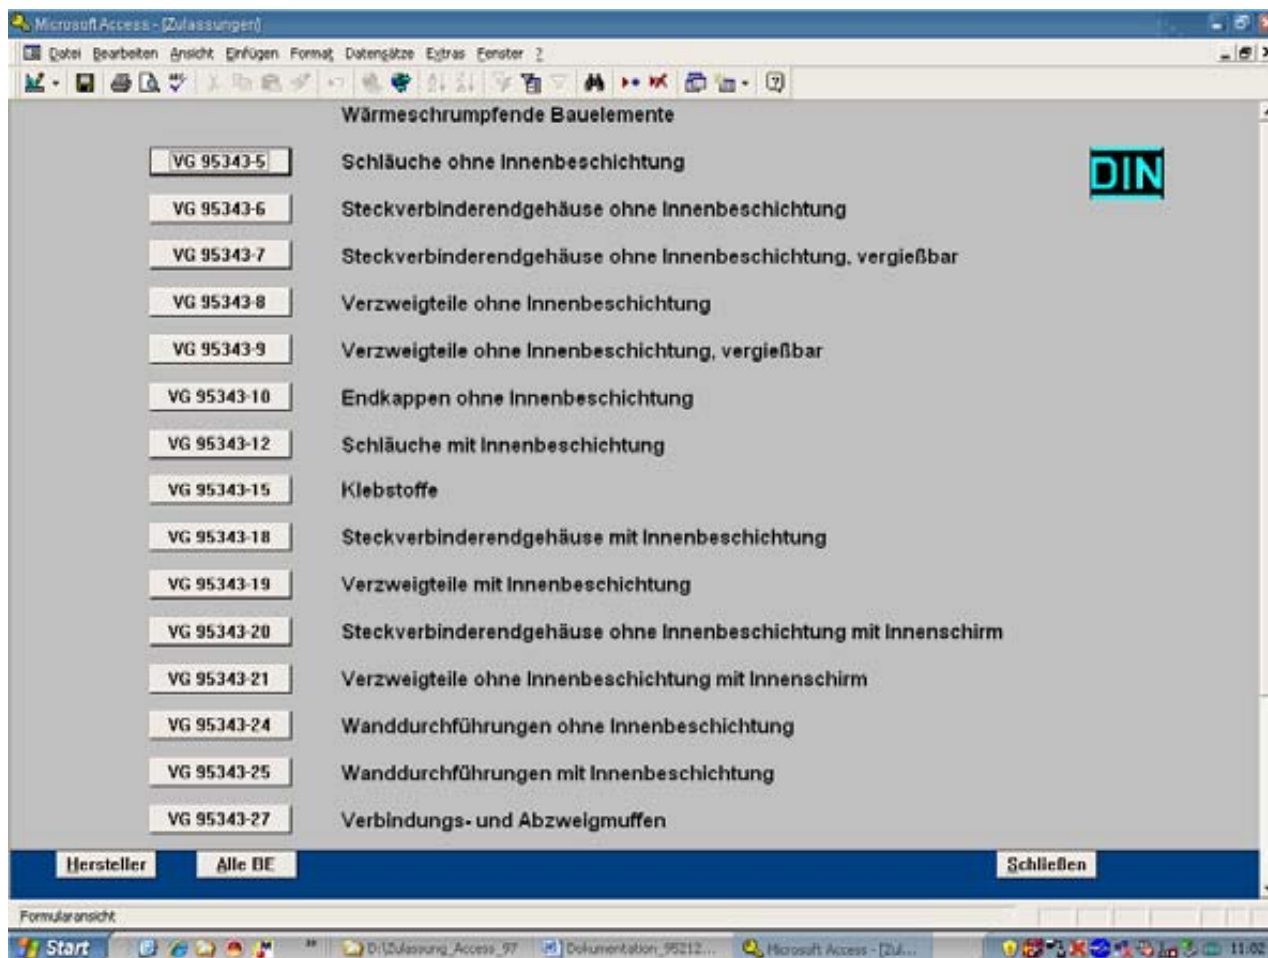 Microsoft Access - [Zulassungen]
Datei Bearbeiten Ansicht Einfügen Format Datensätze Extras Fenster ?
Wärmeschrumpfende Bauelemente
VG 95343-5 Schläuche ohne Innenbeschichtung
DIN
VG 95343-6 Steckverbinderendgehäuse ohne Innenbeschichtung
VG 95343-7 Steckverbinderendgehäuse ohne Innenbeschichtung, vergießbar
VG 95343-8 Verzweigteile ohne Innenbeschichtung
VG 95343-9 Verzweigteile ohne Innenbeschichtung, vergießbar
VG 95343-10 Endkappen ohne Innenbeschichtung
VG 95343-12 Schläuche mit Innenbeschichtung
VG 95343-15 Klebstoffe
VG 95343-18 Steckverbinderendgehäuse mit Innenbeschichtung
VG 95343-19 Verzweigteile mit Innenbeschichtung
VG 95343-20 Steckverbinderendgehäuse ohne Innenbeschichtung mit Innenschirm
VG 95343-21 Verzweigteile ohne Innenbeschichtung mit Innenschirm
VG 95343-24 Wanddurchführungen ohne Innenbeschichtung
VG 95343-25 Wanddurchführungen mit Innenbeschichtung
VG 95343-27 Verbindungs- und Abzweigmuffen
Hersteller Alle BE Schließen
Formularansicht
Start D:\Zulassung_Access_97 Dokumentation_95212... Microsoft Access - [Zul... 11:02